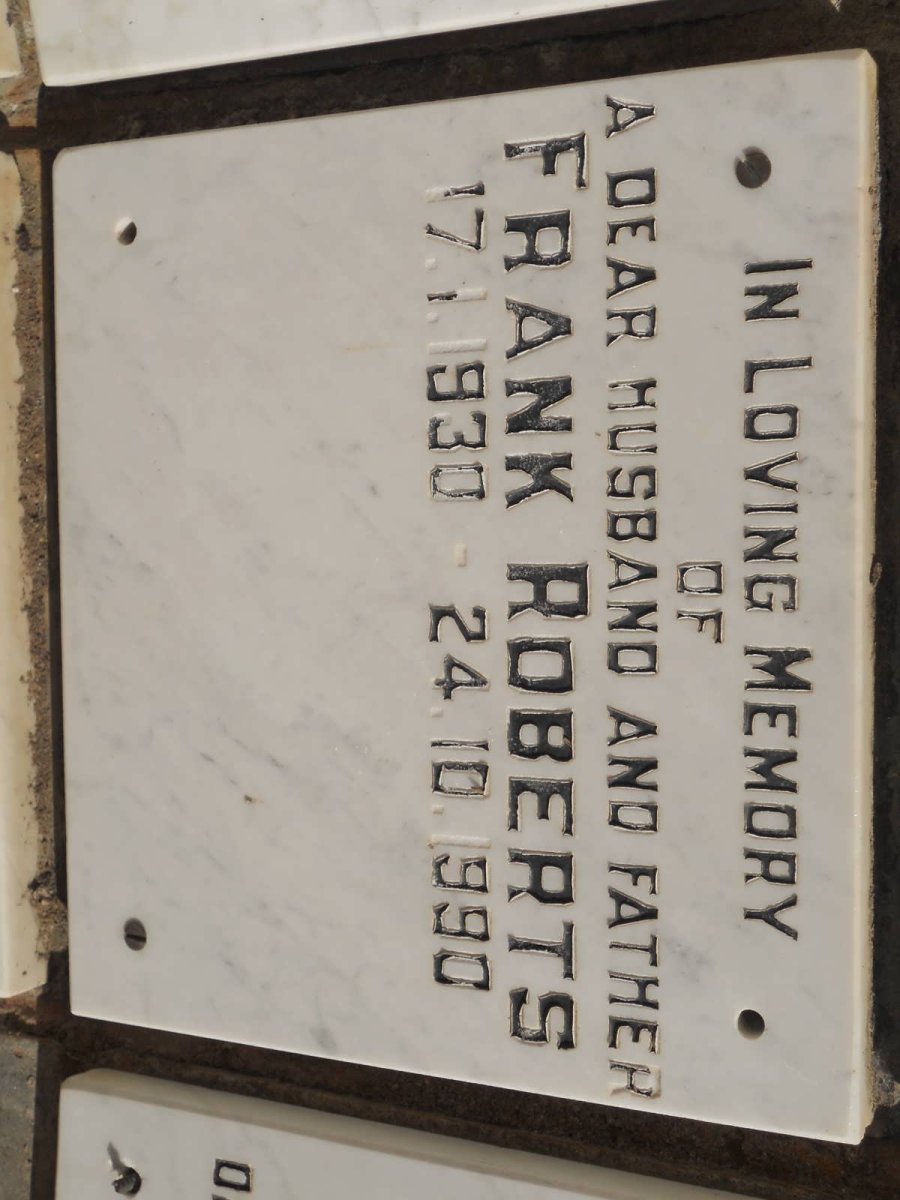 IN LOVING MEMORY
OF
A DEAR HUSBAND AND FATHER
FRANK ROBERTS
17.1.1930 - 24.10.1990